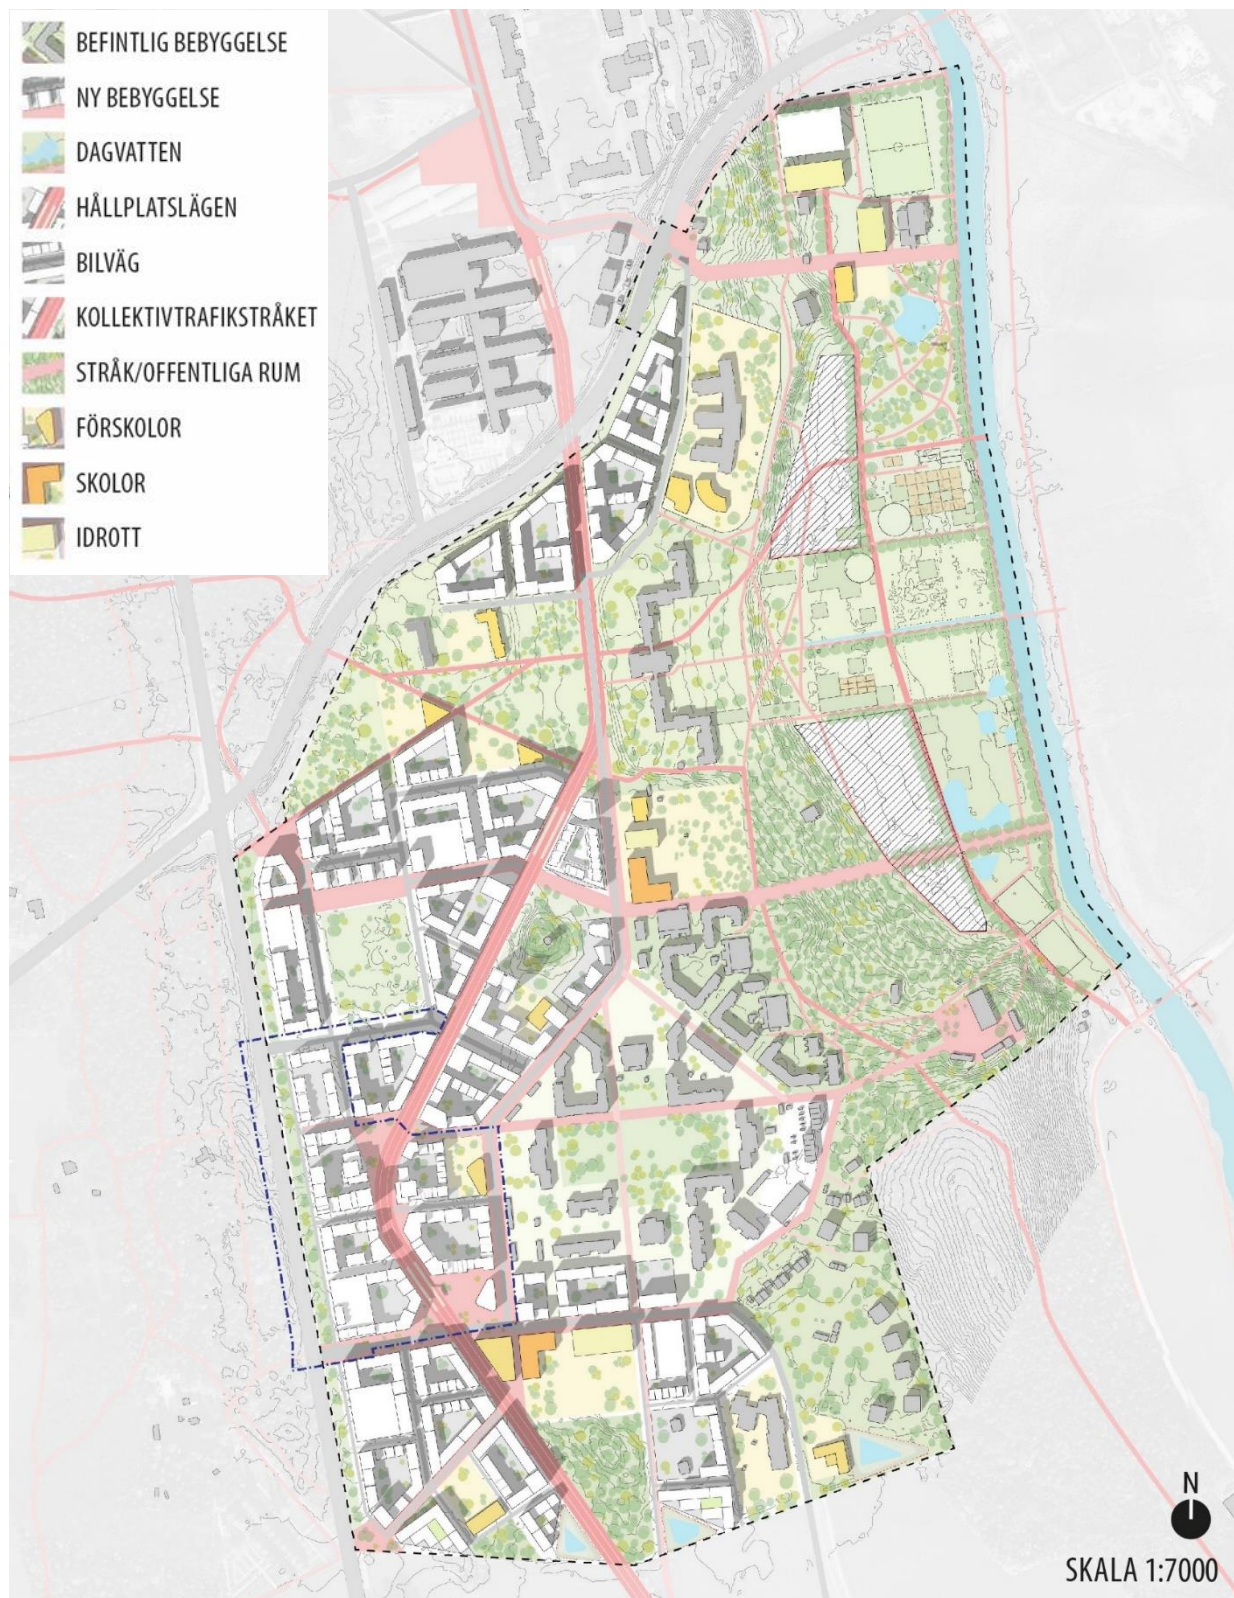 BEFINTLIG BEBYGGELSE
NY BEBYGGELSE
DAGVATTEN
HÅLLPLATSLÄGEN
BILVÄG
KOLLEKTIVTRAFIKSTRÅKET
STRÅK/OFFENTLIGA RUM
FÖRSKOLOR
SKOLOR
IDROTT
N
SKALA 1:7000